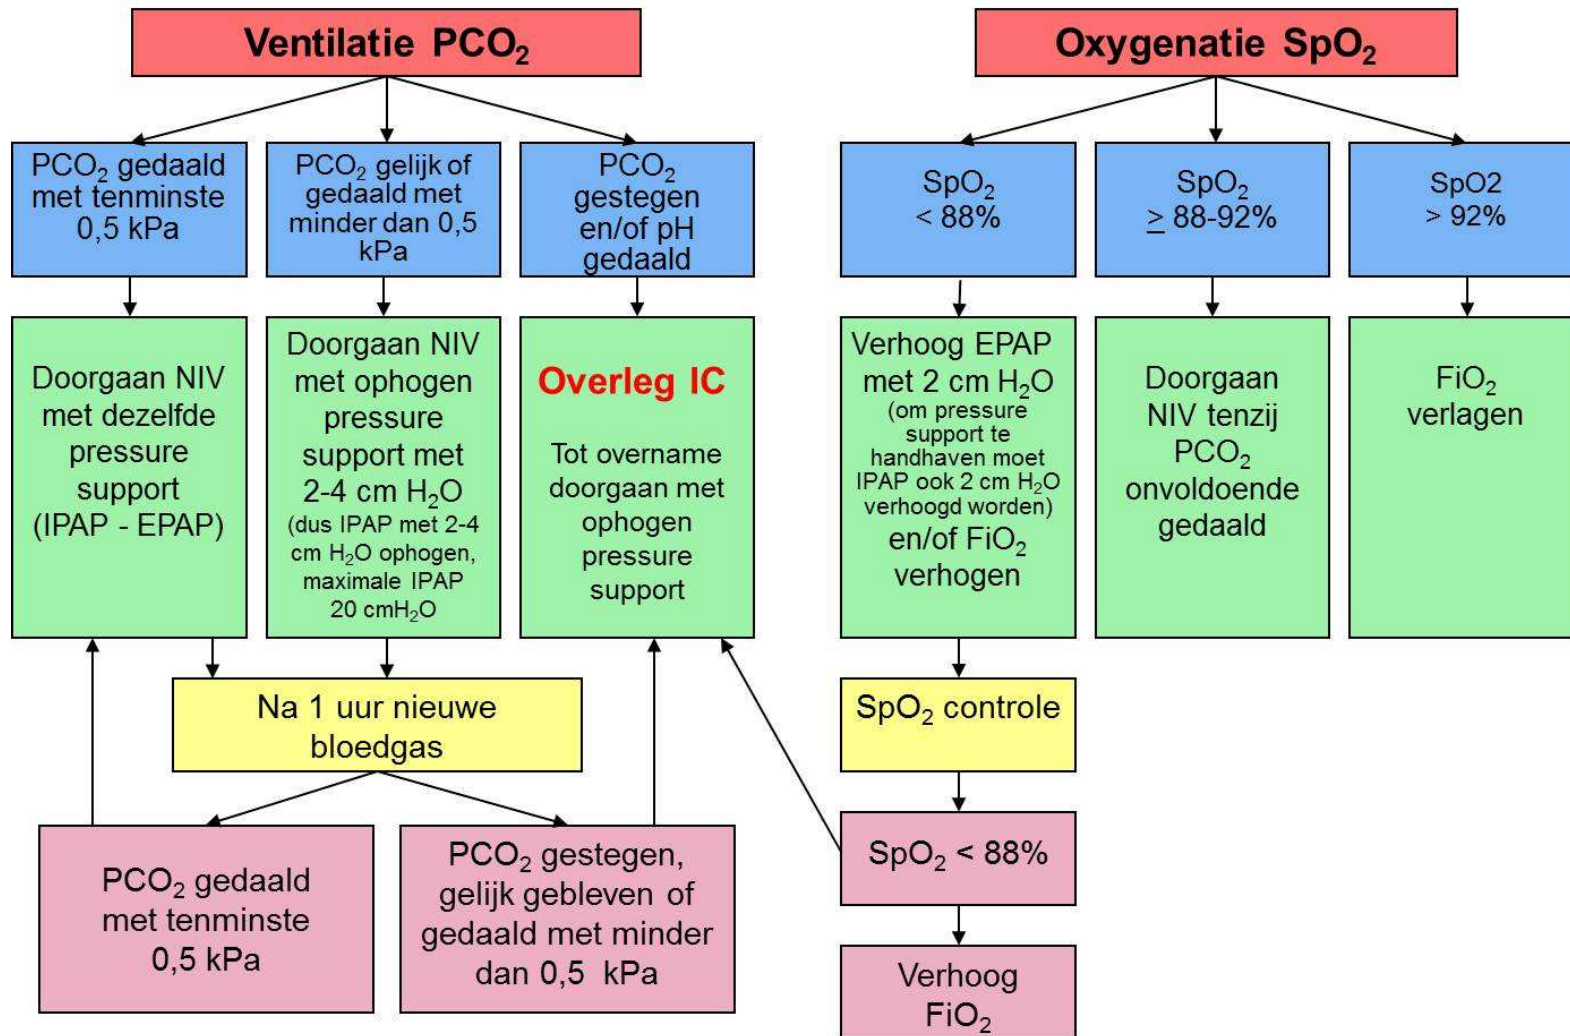 Ventilatie PCO₂
Oxygenatie SpO₂
PCO₂ gedaald
met tenminste
0,5 kPa
PCO₂ gelijk of
gedaald met
minder dan 0,5
kPa
PCO₂
gestegen
en/of pH
gedaald
SpO₂
< 88%
SpO₂
≥ 88-92%
SpO2
> 92%
Doorgaan NIV
met dezelfde
pressure
support
(IPAP - EPAP)
Doorgaan NIV
met ophogen
pressure
support met
2-4 cm H₂O
(dus IPAP met 2-4
cm H₂O ophogen,
maximale IPAP
20 cmH₂O
Overleg IC
Tot overname
doorgaan met
ophogen
pressure
support
Verhoog EPAP
met 2 cm H₂O
(om pressure
support te
handhaven moet
IPAP ook 2 cm H₂O
verhoogd worden)
en/of FiO₂
verhogen
Doorgaan
NIV tenzij
PCO₂
onvoldoende
gedaald
FiO₂
verlagen
Na 1 uur nieuwe
bloedgas
SpO₂ controle
PCO₂ gedaald
met tenminste
0,5 kPa
PCO₂ gestegen,
gelijk gebleven of
gedaald met minder
dan 0,5 kPa
SpO₂ < 88%
Verhoog
FiO₂